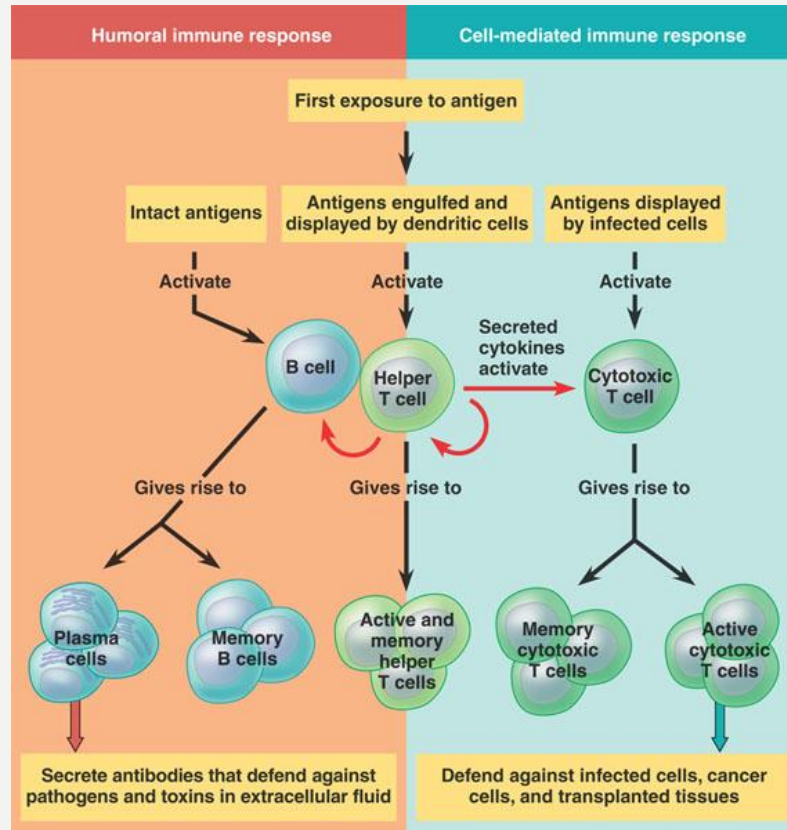 Humoral immune response
Cell-mediated immune response
First exposure to antigen
Intact antigens
Antigens engulfed and
displayed by dendritic cells
Antigens displayed
by infected cells
Activate
Activate
Activate
Secreted
cytokines
activate
B cell
Helper
T cell
Cytotoxic
T cell
Gives rise to
Gives rise to
Gives rise to
Plasma
cells
Memory
B cells
Active and
memory
helper
T cells
Memory
cytotoxic
T cells
Active
cytotoxic
T cells
Secrete antibodies that defend against
pathogens and toxins in extracellular fluid
Defend against infected cells, cancer
cells, and transplanted tissues